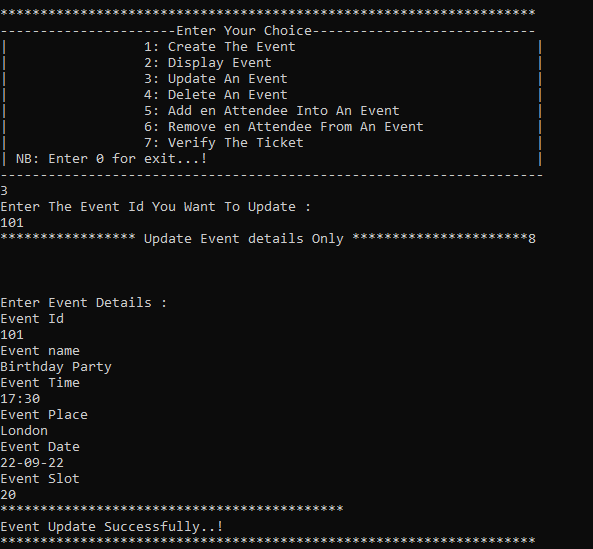 *******************************************************************
----------------------Enter Your Choice----------------------------
|                 1: Create The Event                              |
|                 2: Display Event                                 |
|                 3: Update An Event                               |
|                 4: Delete An Event                               |
|                 5: Add en Attendee Into An Event                 |
|                 6: Remove en Attendee From An Event              |
|                 7: Verify The Ticket                             |
| NB: Enter 0 for exit...!                                         |
--------------------------------------------------------------------
3
Enter The Event Id You Want To Update :
101
***************** Update Event details Only **********************8
Enter Event Details :
Event Id
101
Event name
Birthday Party
Event Time
17:30
Event Place
London
Event Date
22-09-22
Event Slot
20
*******************************************
Event Update Successfully..!
*******************************************************************